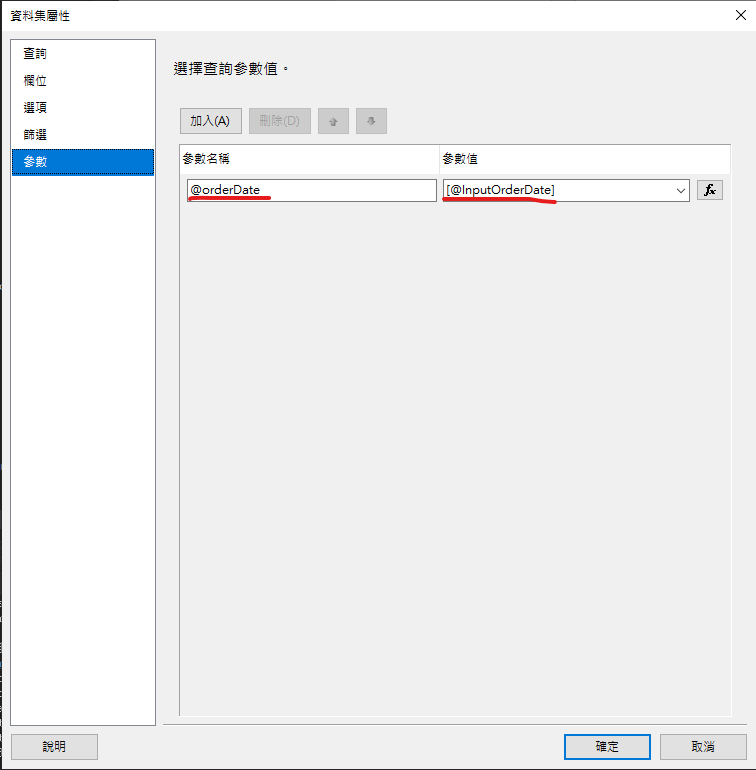 資料集屬性
查詢
欄位
選項
篩選
參數
選擇查詢參數值。
加入(A)
刪除(D)
參數名稱
參數值
@orderDate
[@InputOrderDate]
fx
說明
確定
取消